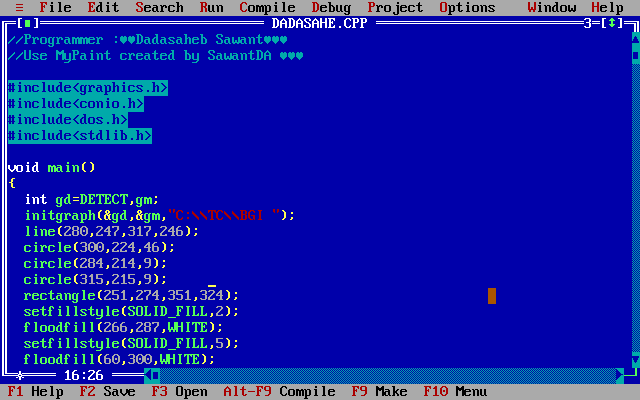 ≡ File Edit Search Run Compile Debug Project Options Window Help
[■] DADASAHE.CPP 3=[↕]
//Programmer :♥♥Dadasaheb Sawant♥♥♥
//Use MyPaint created by SawantDA ♥♥♥
#include<graphics.h>
#include<conio.h>
#include<dos.h>
#include<stdlib.h>
void main()
{
int gd=DETECT,gm;
initgraph(&gd,&gm,"C:\\TC\\BGI ");
line(280,247,317,246);
circle(300,224,46);
circle(284,214,9);
circle(315,215,9);
rectangle(251,274,351,324);
setfillstyle(SOLID_FILL,2);
floodfill(266,287,WHITE);
setfillstyle(SOLID_FILL,5);
floodfill(60,300,WHITE);
16:26
F1 Help F2 Save F3 Open Alt-F9 Compile F9 Make F10 Menu